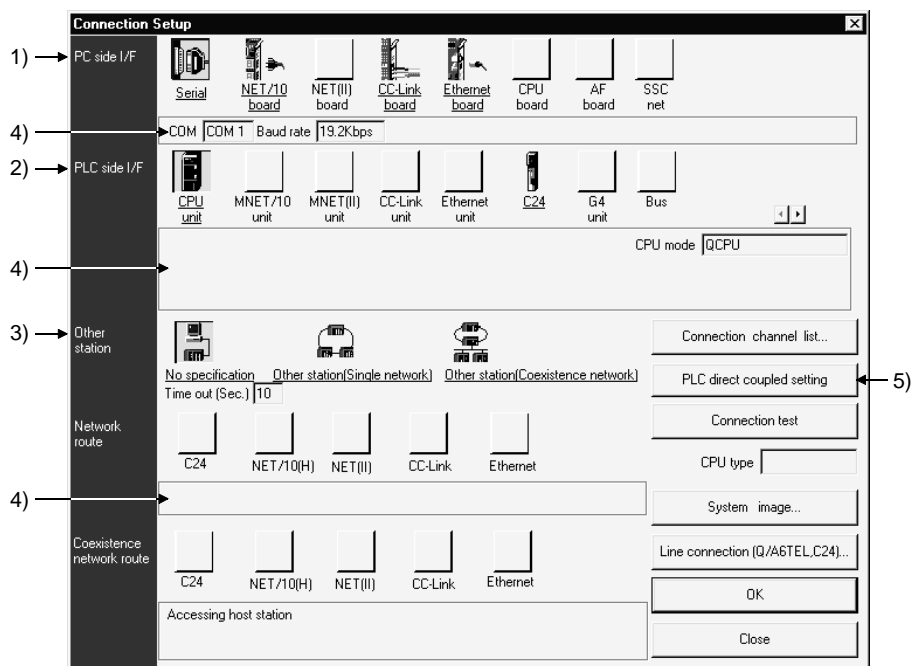 Connection Setup
1)
PC side I/F
Serial
NET/10 board
NET(II) board
CC-Link board
Ethernet board
CPU board
AF board
SSC net
4)
COM COM 1 Baud rate 19.2Kbps
2)
PLC side I/F
CPU unit
MNET/10 unit
MNET(II) unit
CC-Link unit
Ethernet unit
C24
G4 unit
Bus
4)
CPU mode QCPU
3)
Other station
No specification
Other station(Single network)
Other station(Coexistence network)
Time out (Sec.) 10
Connection channel list...
PLC direct coupled setting
5)
Connection test
Network route
C24
NET/10(H)
NET(II)
CC-Link
Ethernet
CPU type
4)
System image...
Coexistence network route
C24
NET/10(H)
NET(II)
CC-Link
Ethernet
Line connection (Q/A6TEL,C24)...
OK
Accessing host station
Close